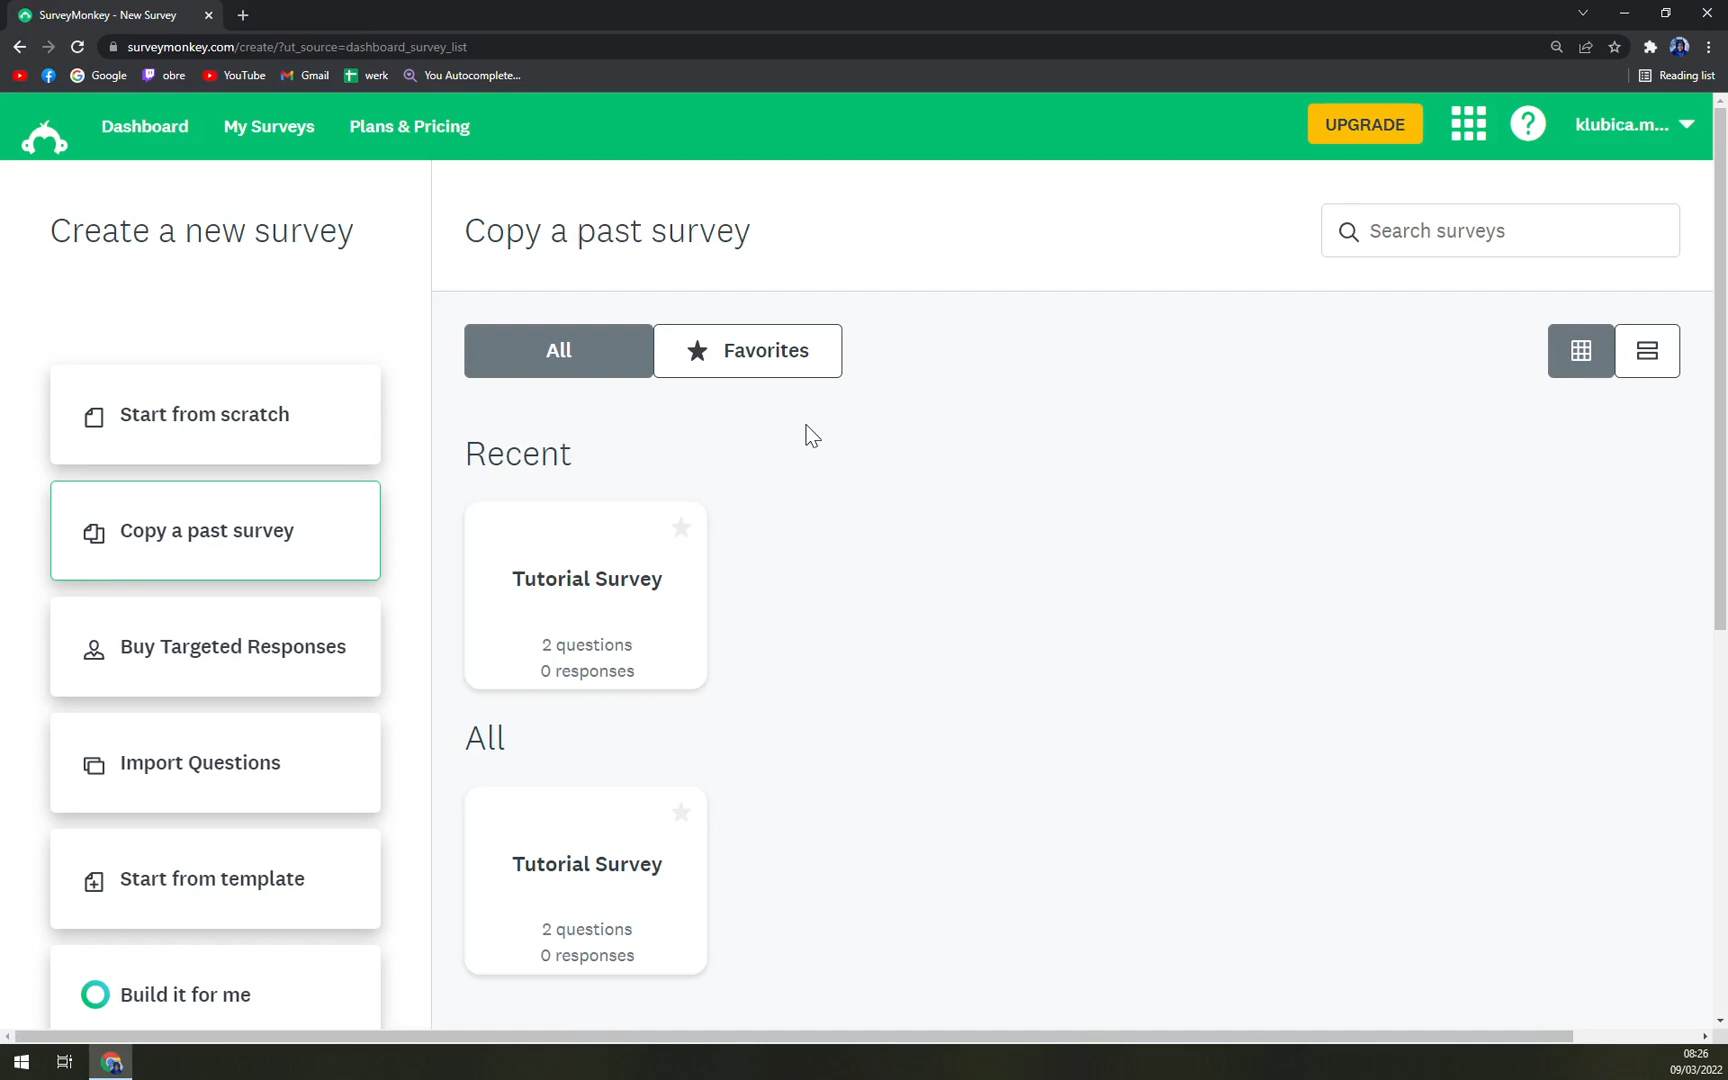 SurveyMonkey - New Survey
surveymonkey.com/create/?ut_source=dashboard_survey_list
Google
obre
YouTube
Gmail
werk
You Autocomplete...
Reading list
Dashboard
My Surveys
Plans & Pricing
UPGRADE
?
klubica.m...
Create a new survey
Copy a past survey
Search surveys
All
Favorites
Start from scratch
Copy a past survey
Buy Targeted Responses
Import Questions
Start from template
Build it for me
Recent
Tutorial Survey
2 questions
0 responses
All
Tutorial Survey
2 questions
0 responses
08:26
09/03/2022